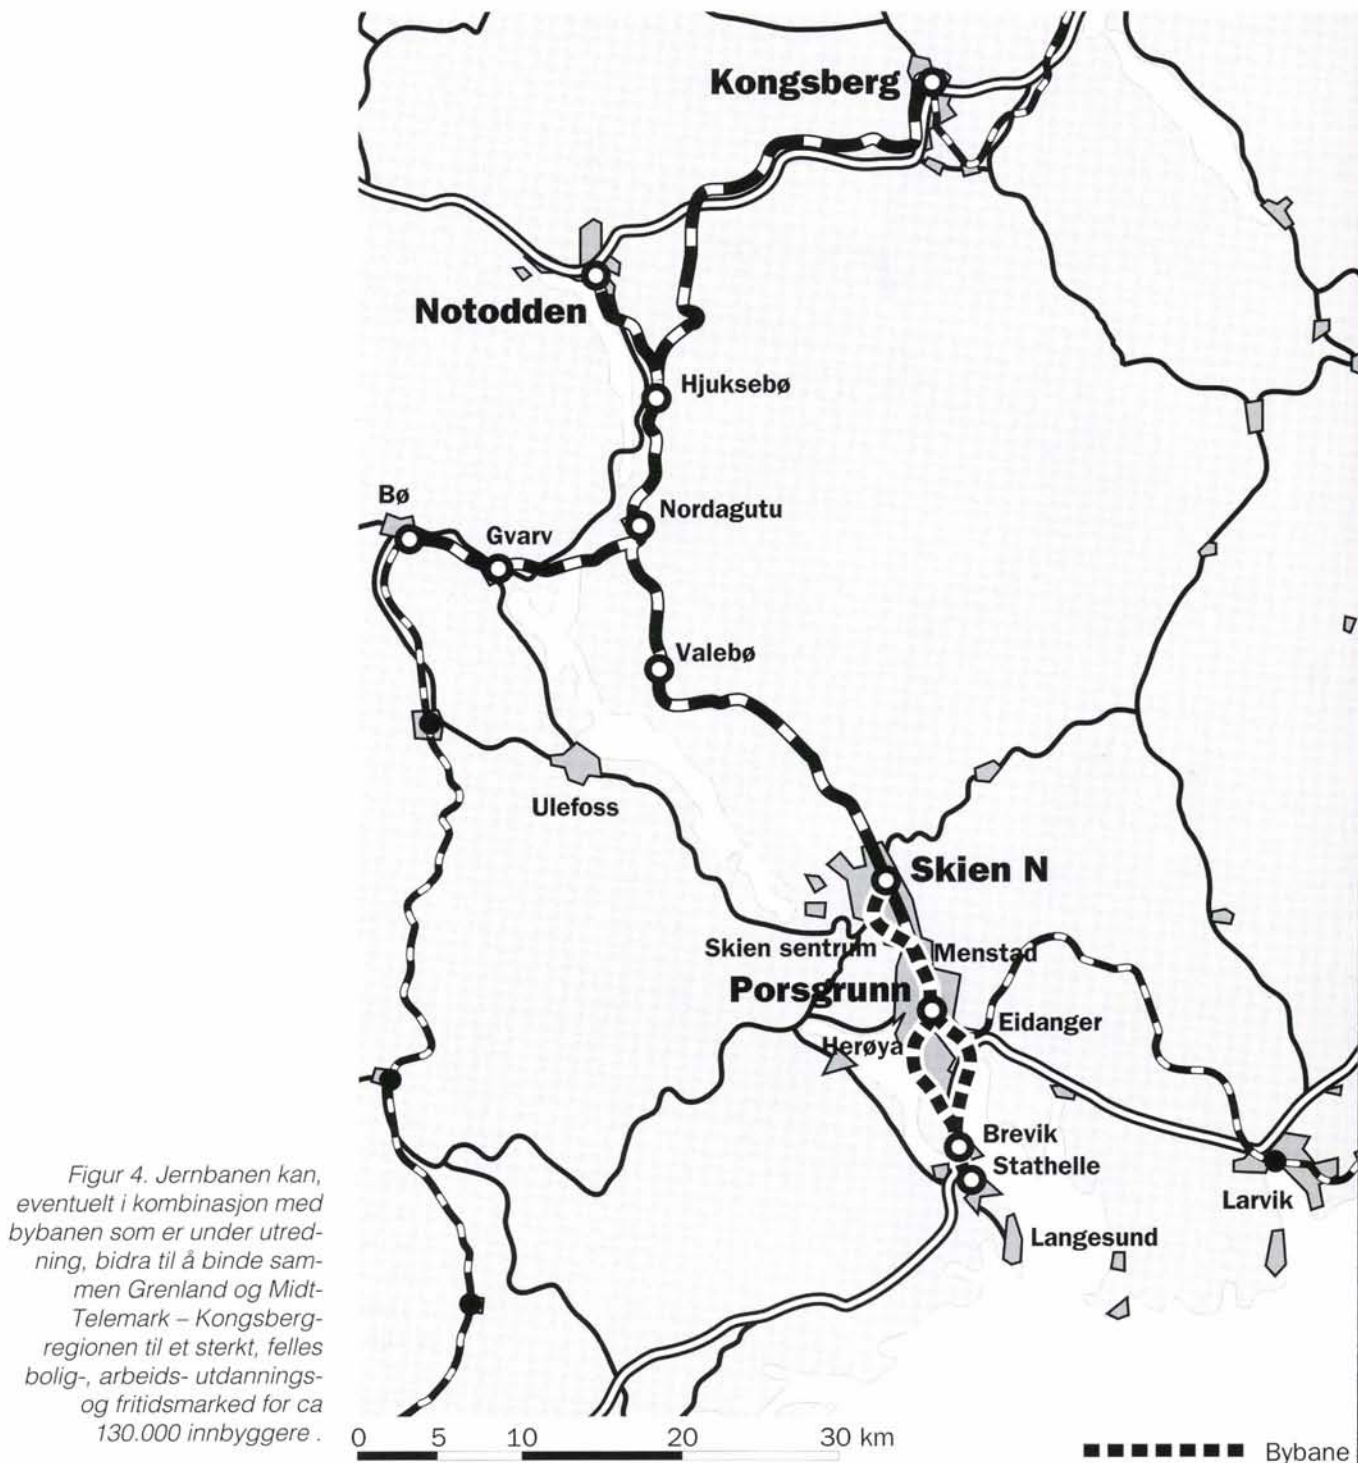 Kongsberg
Notodden
Hjuksebø
Bø
Nordagutu
Gvarv
Valebø
Ulefoss
Skien N
Skien sentrum
Menstad
Porsgrunn
Eidanger
Herøya
Brevik
Stathelle
Larvik
Langesund
Figur 4. Jernbanen kan,
eventuelt i kombinasjon med
bybanen som er under utred-
ning, bidra til å binde sam-
men Grenland og Midt-
Telemark – Kongsberg-
regionen til et sterkt, felles
bolig-, arbeids- utdannings-
og fritidsmarked for ca
130.000 innbyggere .
0 5 10 20 30 km
Bybane